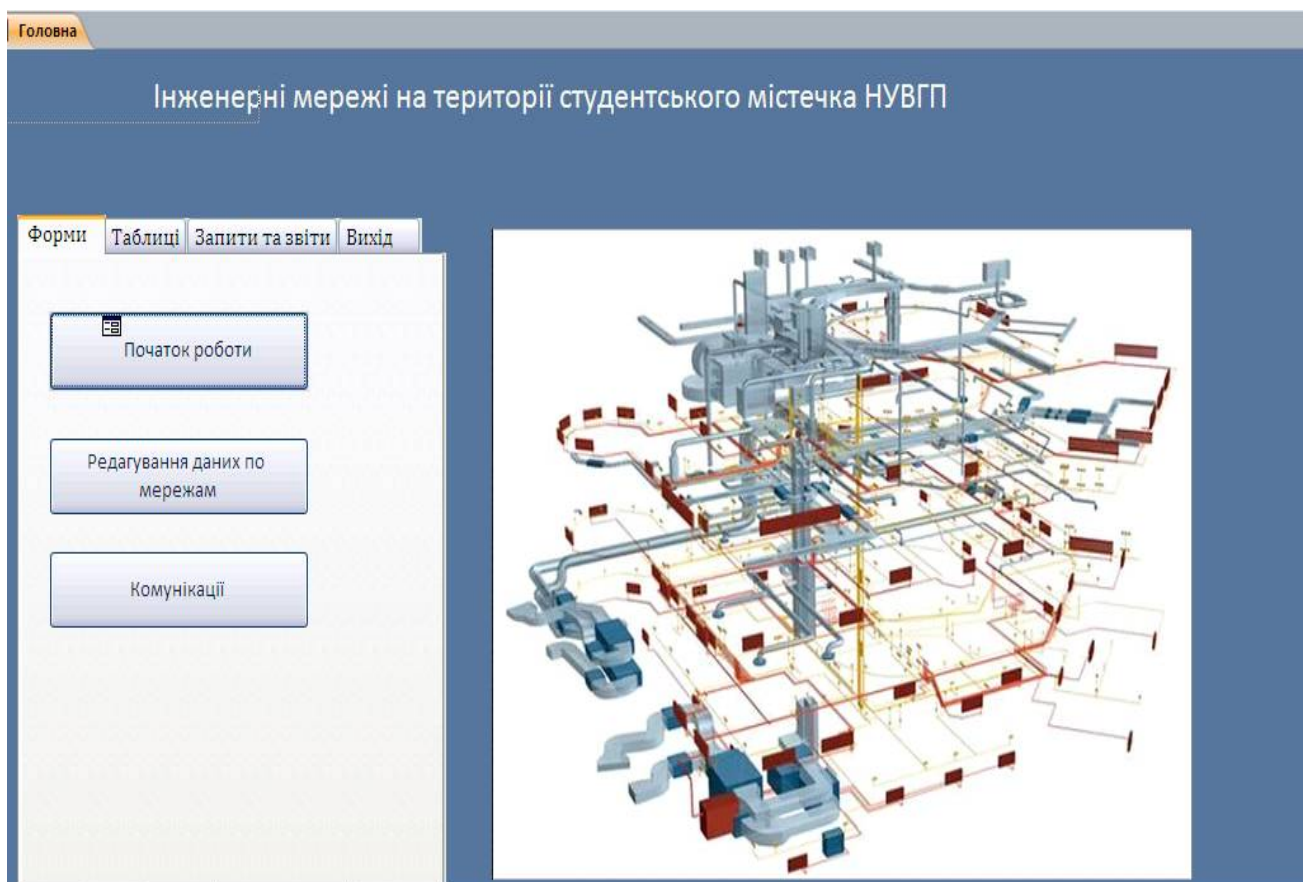 Головна
Інженерні мережі на території студентського містечка НУВГП
Форми Таблиці Запити та звіти Вихід
Початок роботи
Редагування даних по
мережам
Комунікації